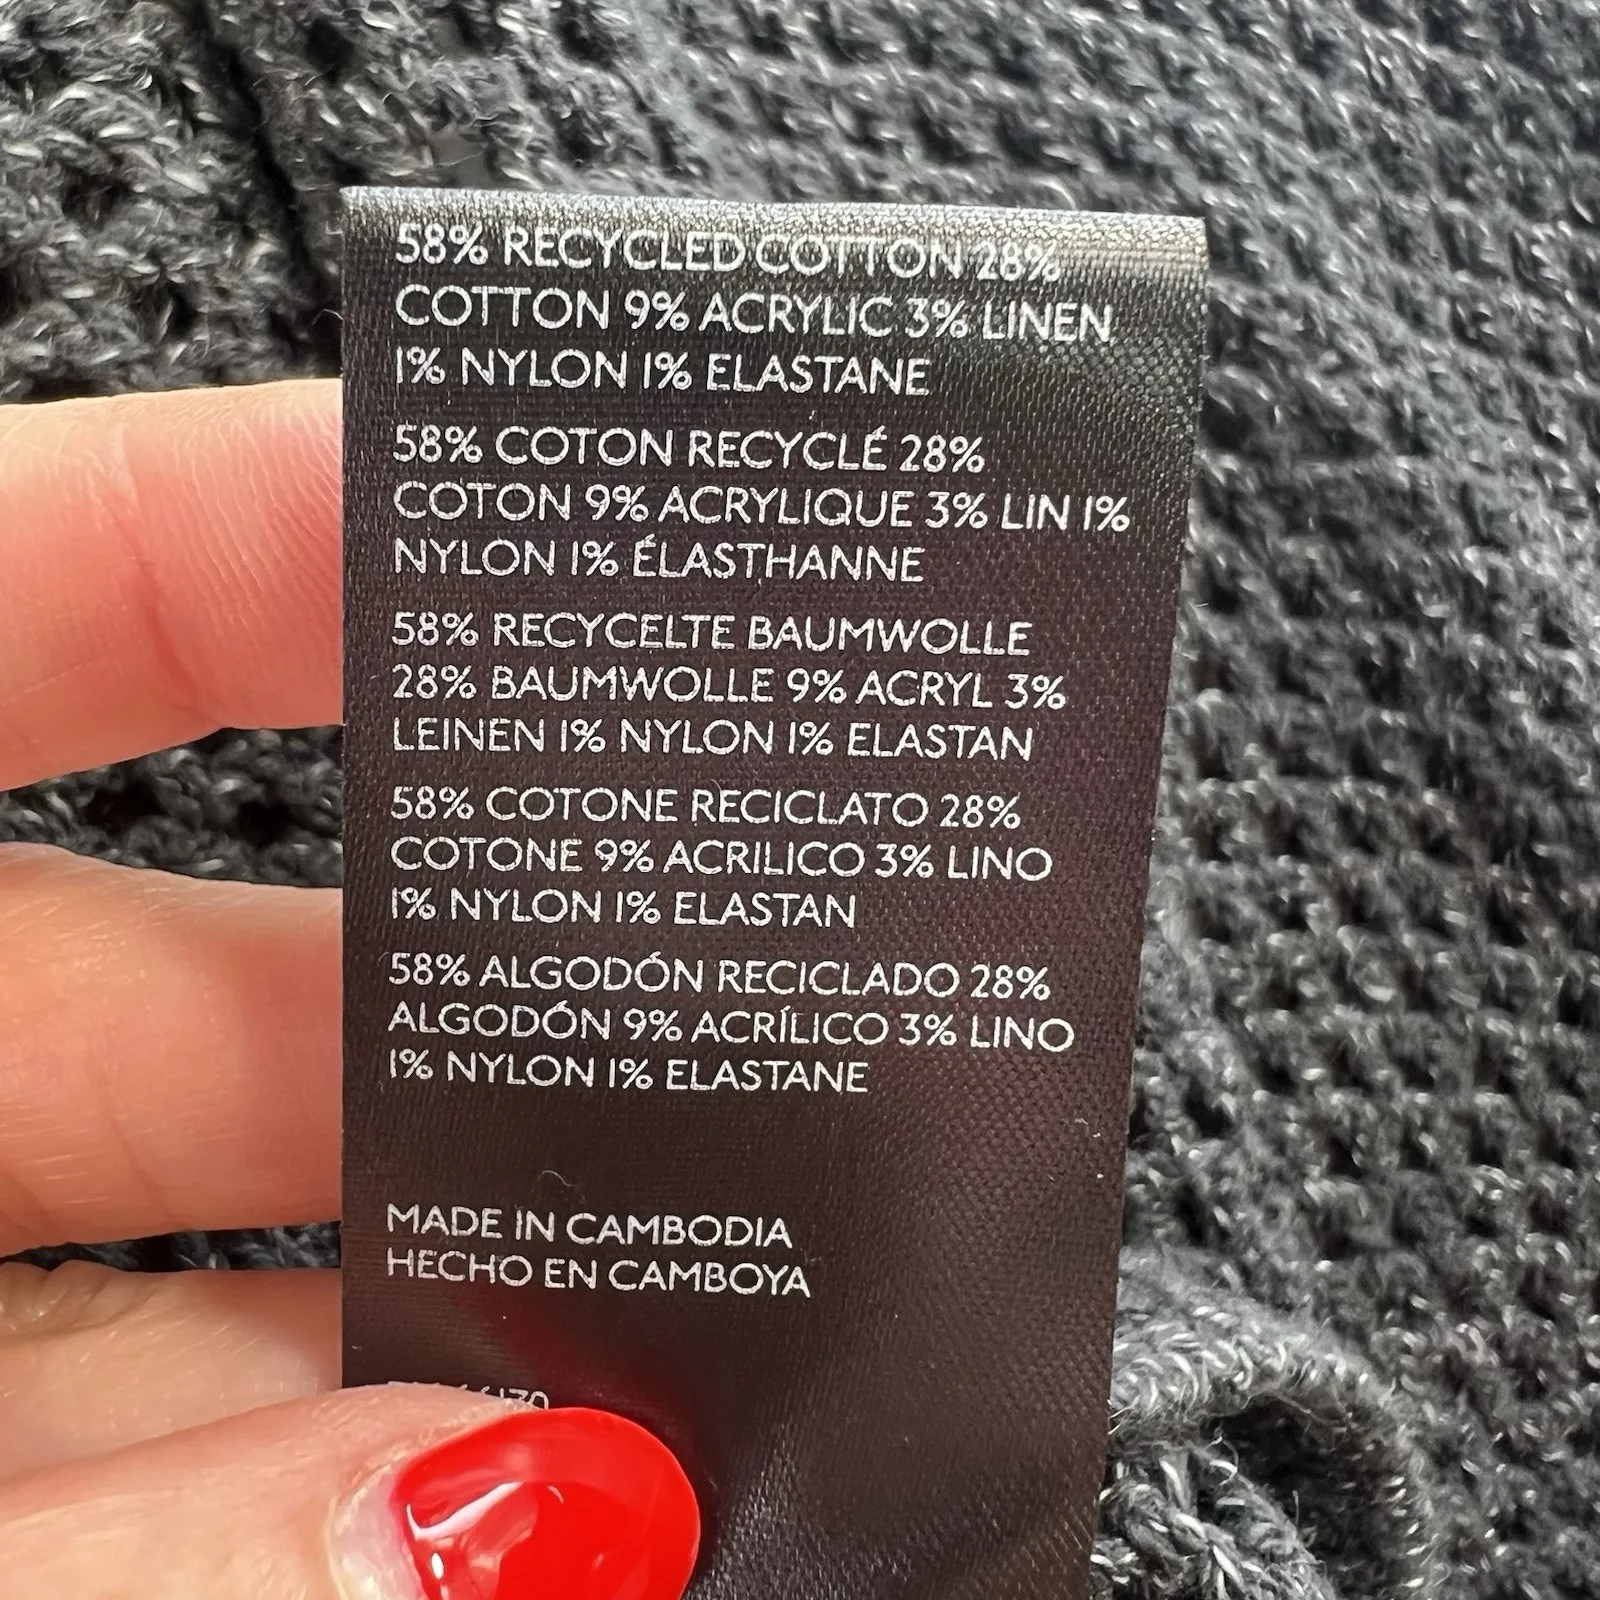 58% RECYCLED COTTON 28%
COTTON 9% ACRYLIC 3% LINEN
1% NYLON 1% ELASTANE
58% COTON RECYCLÉ 28%
COTON 9% ACRYLIQUE 3% LIN 1%
NYLON 1% ÉLASTHANNE
58% RECYCELTE BAUMWOLLE
28% BAUMWOLLE 9% ACRYL 3%
LEINEN 1% NYLON 1% ELASTAN
58% COTONE RECICLATO 28%
COTONE 9% ACRILICO 3% LINO
1% NYLON 1% ELASTAN
58% ALGODÓN RECICLADO 28%
ALGODÓN 9% ACRÍLICO 3% LINO
1% NYLON 1% ELASTANE
MADE IN CAMBODIA
HECHO EN CAMBOYA